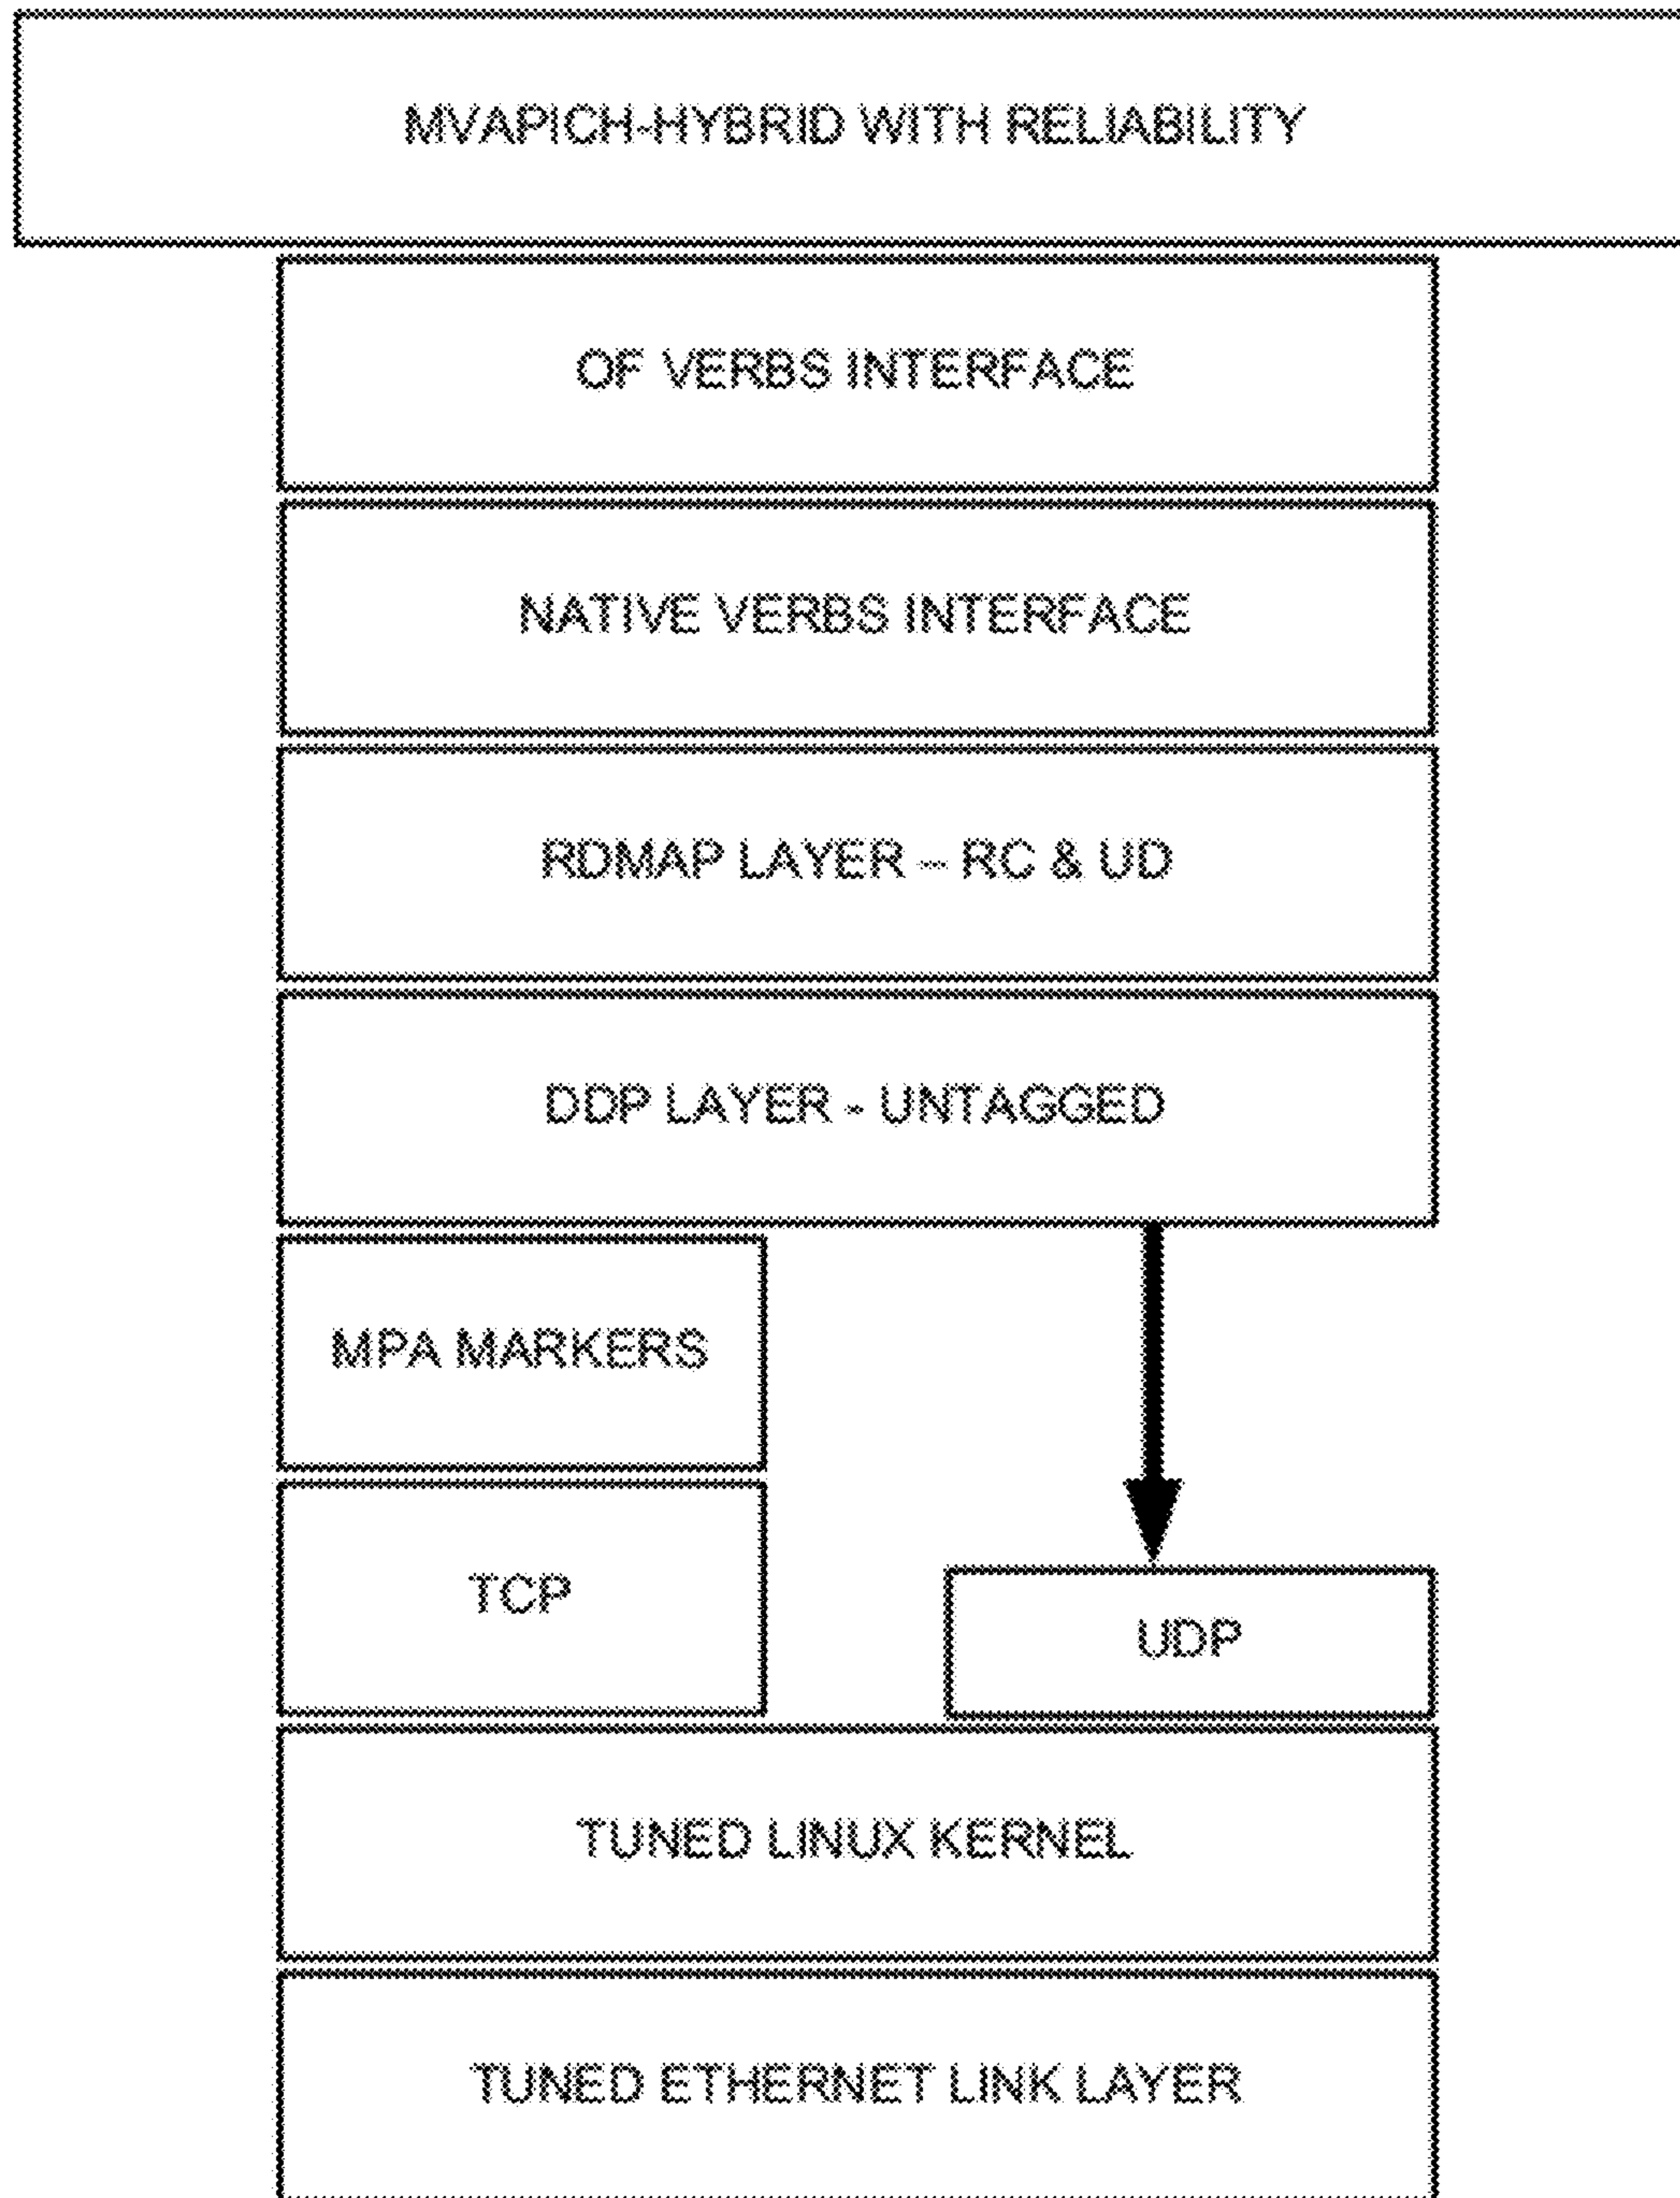 MVAPICH-HYBRID WITH RELIABILITY
OF VERBS INTERFACE
NATIVE VERBS INTERFACE
RDMAP LAYER – RC & UD
DDP LAYER - UNTAGGED
MPA MARKERS
TCP
UDP
TUNED LINUX KERNEL
TUNED ETHERNET LINK LAYER